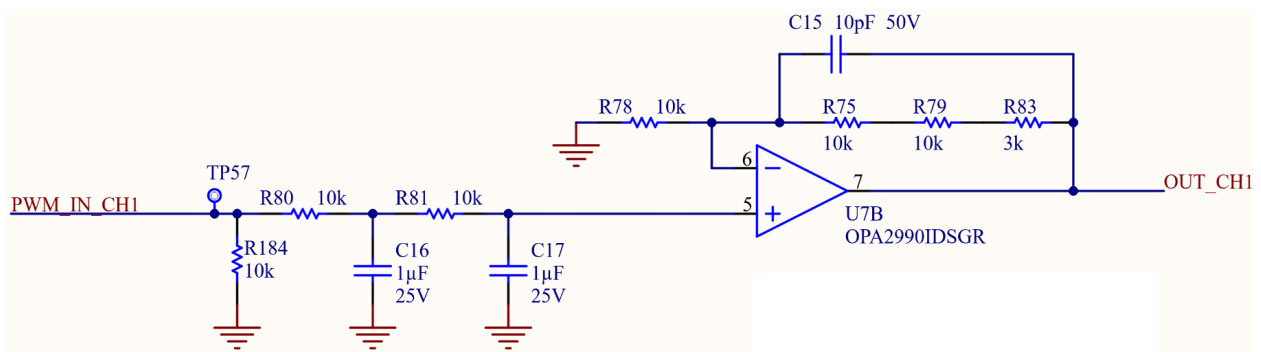 C15 10pF 50V
R78 10k
R75
R79
R83
10k
10k
3k
TP57
6
7
OUT_CH1
PWM_IN_CH1
R80 10k
R81 10k
5
U7B
OPA2990IDSGR
R184
10k
C16
1µF
25V
C17
1µF
25V